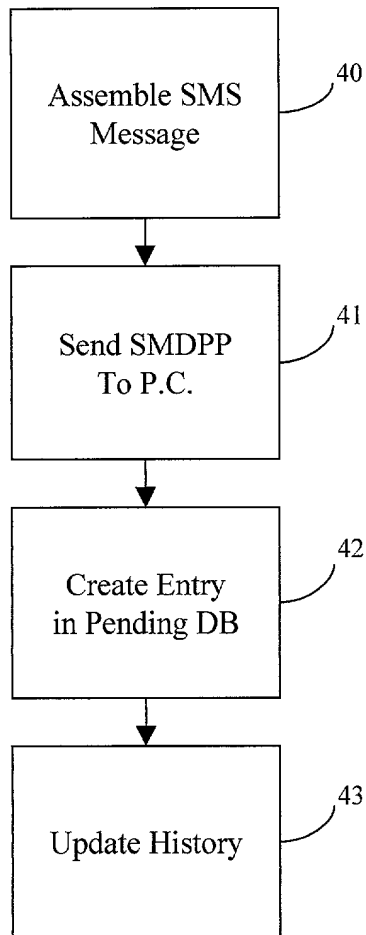 Assemble SMS
Message
40
Send SMDPP
To P.C.
41
Create Entry
in Pending DB
42
Update History
43